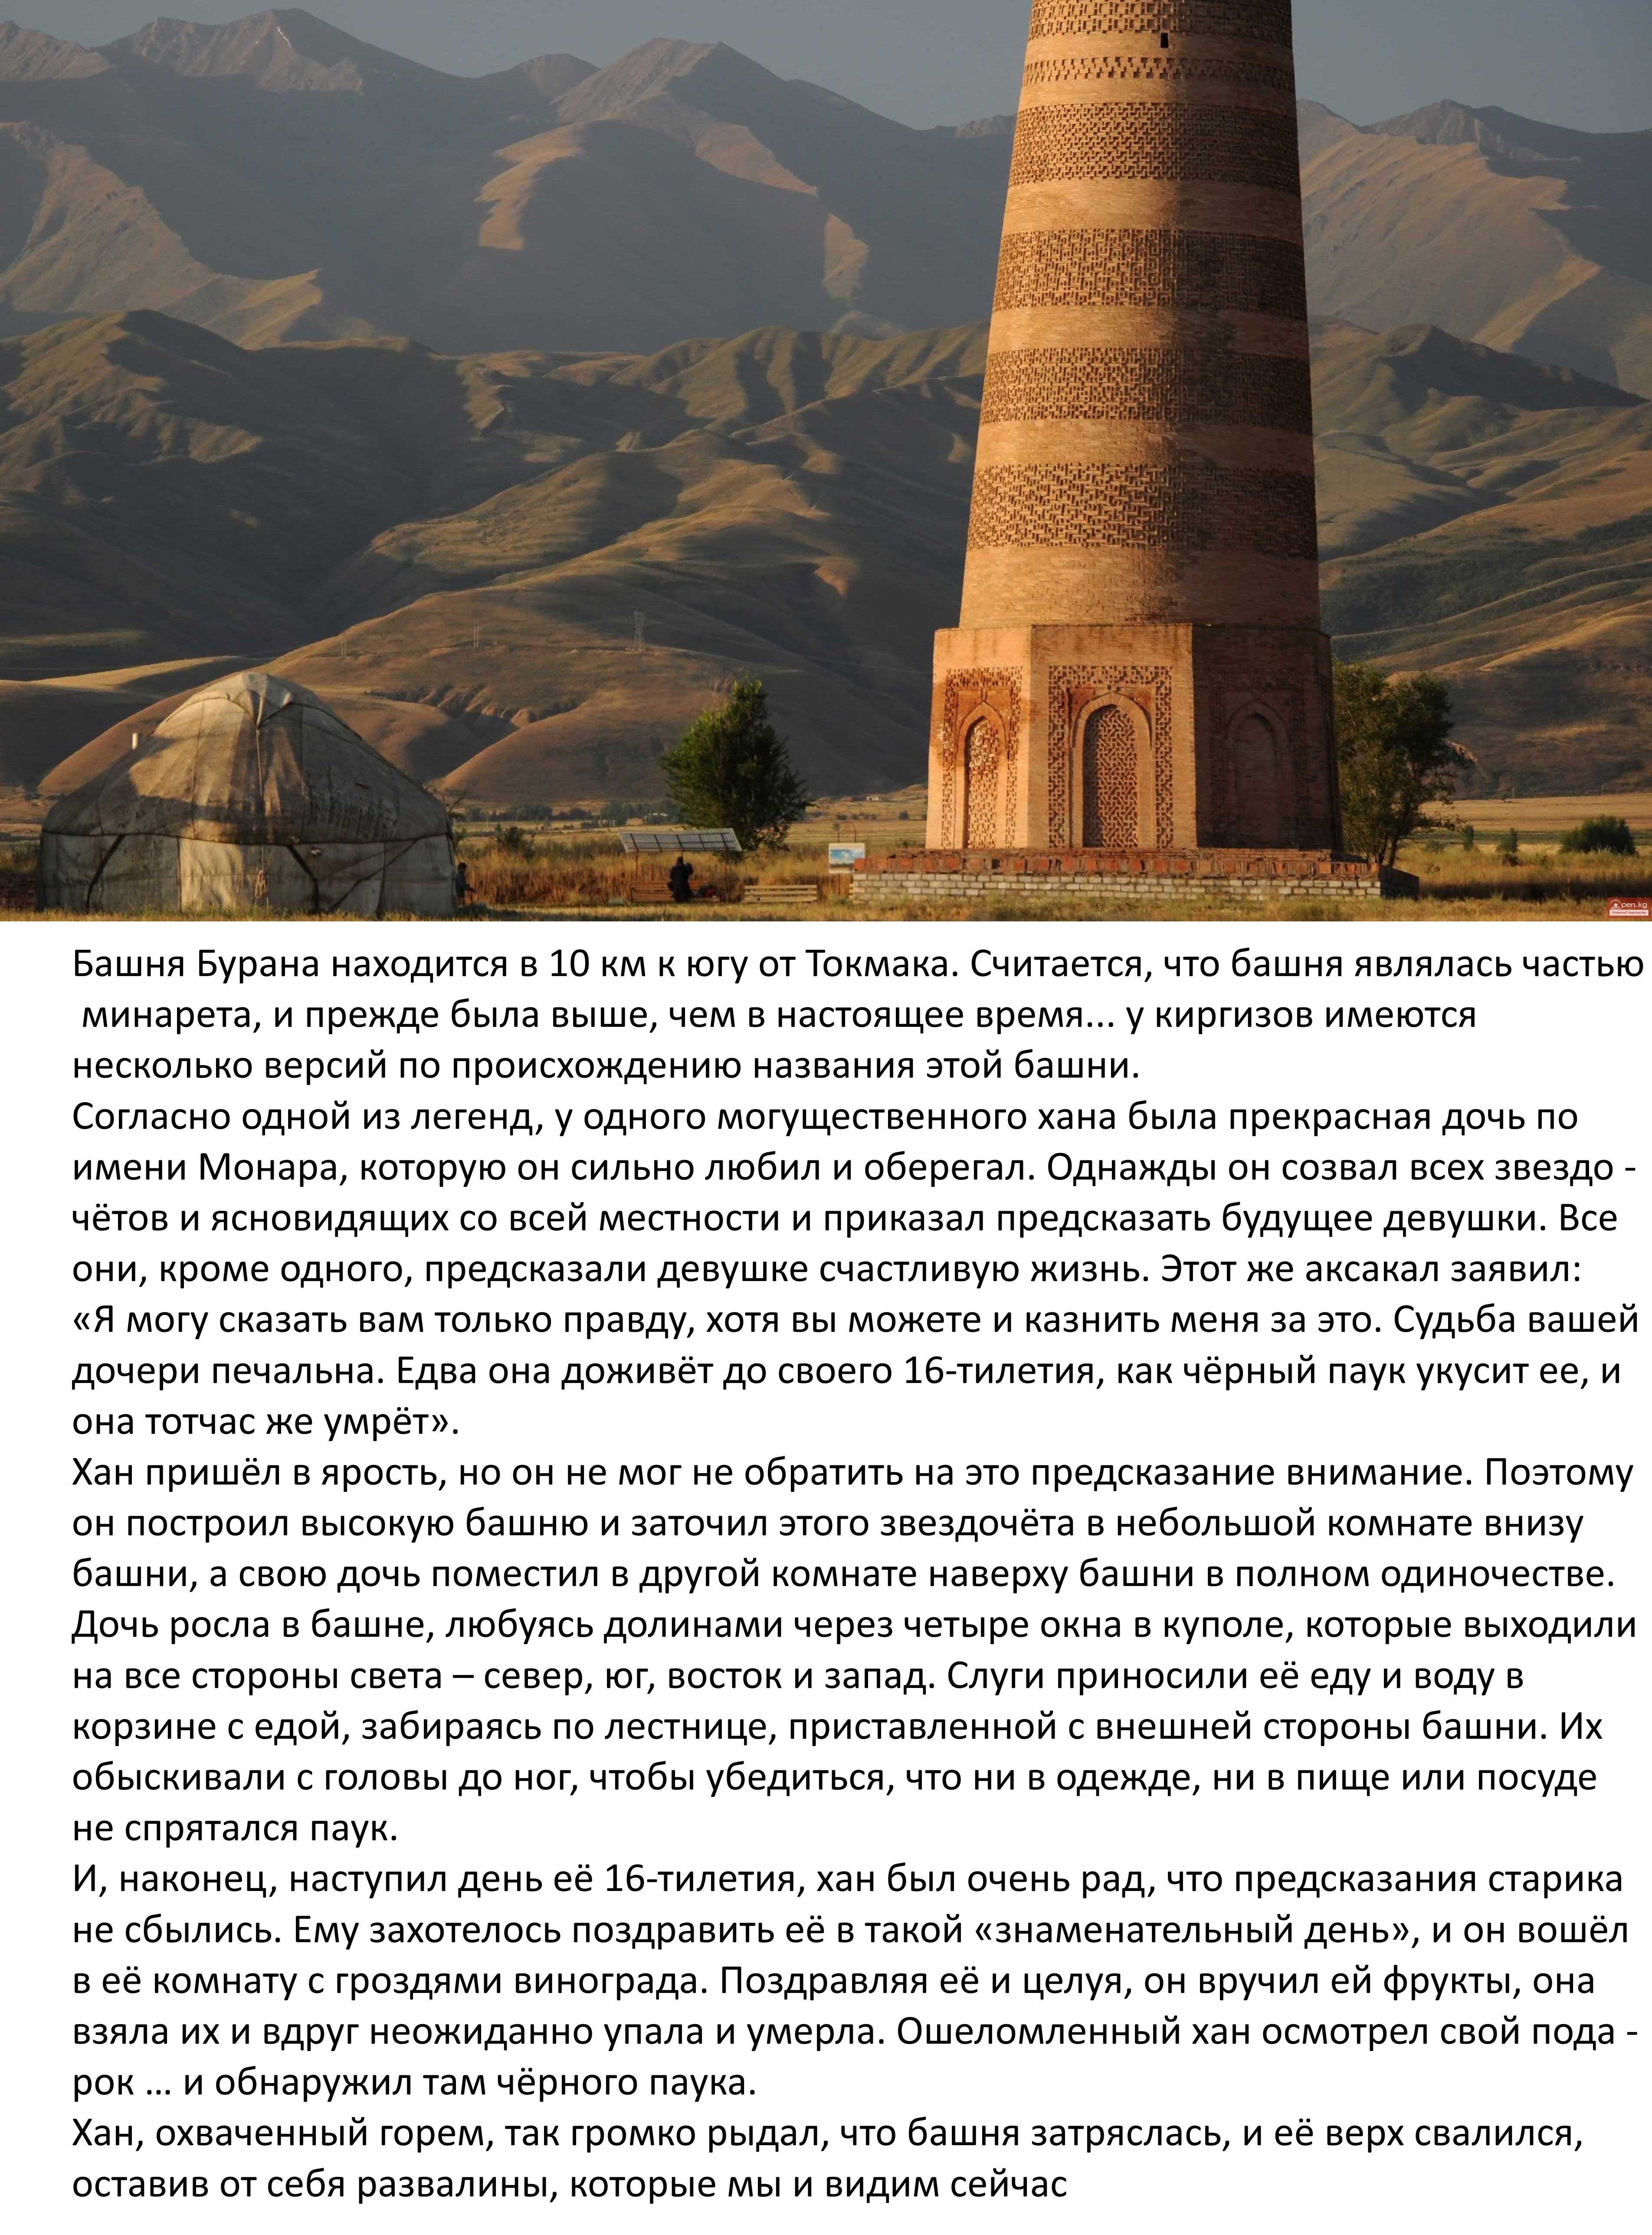 Open.kg
Башня Бурана находится в 10 км к югу от Токмака. Считается, что башня являлась частью
минарета, и прежде была выше, чем в настоящее время... у киргизов имеются
несколько версий по происхождению названия этой башни.
Согласно одной из легенд, у одного могущественного хана была прекрасная дочь по
имени Монара, которую он сильно любил и оберегал. Однажды он созвал всех звездо -
чётов и ясновидящих со всей местности и приказал предсказать будущее девушки. Все
они, кроме одного, предсказали девушке счастливую жизнь. Этот же аксакал заявил:
«Я могу сказать вам только правду, хотя вы можете и казнить меня за это. Судьба вашей
дочери печальна. Едва она доживёт до своего 16-тилетия, как чёрный паук укусит ее, и
она тотчас же умрёт».
Хан пришёл в ярость, но он не мог не обратить на это предсказание внимание. Поэтому
он построил высокую башню и заточил этого звездочёта в небольшой комнате внизу
башни, а свою дочь поместил в другой комнате наверху башни в полном одиночестве.
Дочь росла в башне, любуясь долинами через четыре окна в куполе, которые выходили
на все стороны света – север, юг, восток и запад. Слуги приносили её еду и воду в
корзине с едой, забираясь по лестнице, приставленной с внешней стороны башни. Их
обыскивали с головы до ног, чтобы убедиться, что ни в одежде, ни в пище или посуде
не спрятался паук.
И, наконец, наступил день её 16-тилетия, хан был очень рад, что предсказания старика
не сбылись. Ему захотелось поздравить её в такой «знаменательный день», и он вошёл
в её комнату с гроздями винограда. Поздравляя её и целуя, он вручил ей фрукты, она
взяла их и вдруг неожиданно упала и умерла. Ошеломленный хан осмотрел свой пода -
рок ... и обнаружил там чёрного паука.
Хан, охваченный горем, так громко рыдал, что башня затряслась, и её верх свалился,
оставив от себя развалины, которые мы и видим сейчас